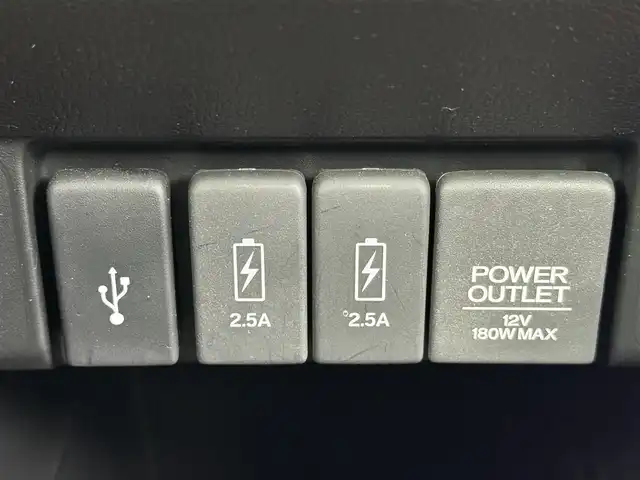 2.5A
2.5A
POWER
OUTLET
12V
180W MAX